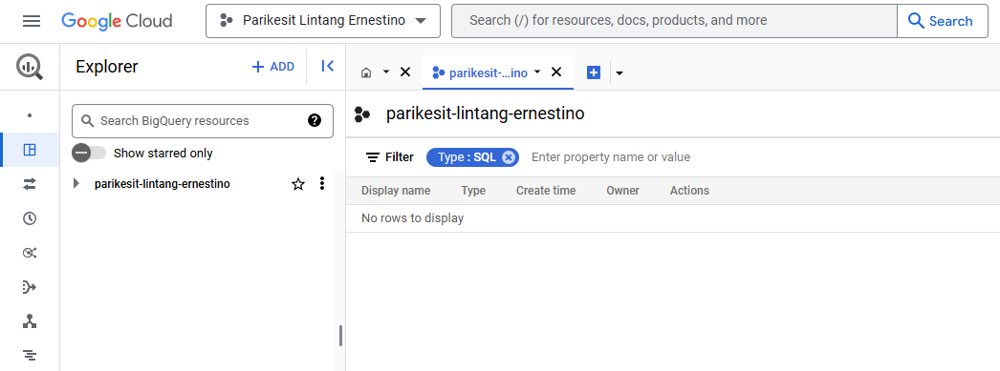 Google Cloud
Parikesit Lintang Ernestino
Search (/) for resources, docs, products, and more
Search
Explorer
+ ADD
parikesit-...ino
Search BigQuery resources
?
Show starred only
parikesit-lintang-ernestino
parikesit-lintang-ernestino
Filter
Type : SQL
Enter property name or value
Display name Type Create time Owner Actions
No rows to display